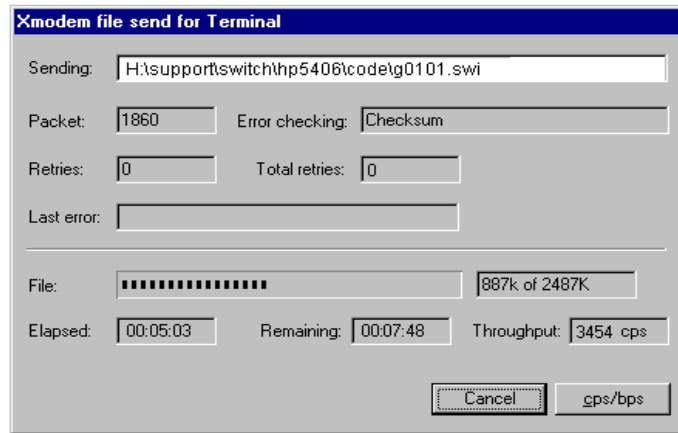 Xmodem file send for Terminal
Sending: H:\support\switch\hp5406\code\g0101.swi
Packet: 1860 Error checking: Checksum
Retries: 0 Total retries: 0
Last error:
File: 887k of 2487K
Elapsed: 00:05:03 Remaining: 00:07:48 Throughput: 3454 cps
Cancel cps/bps